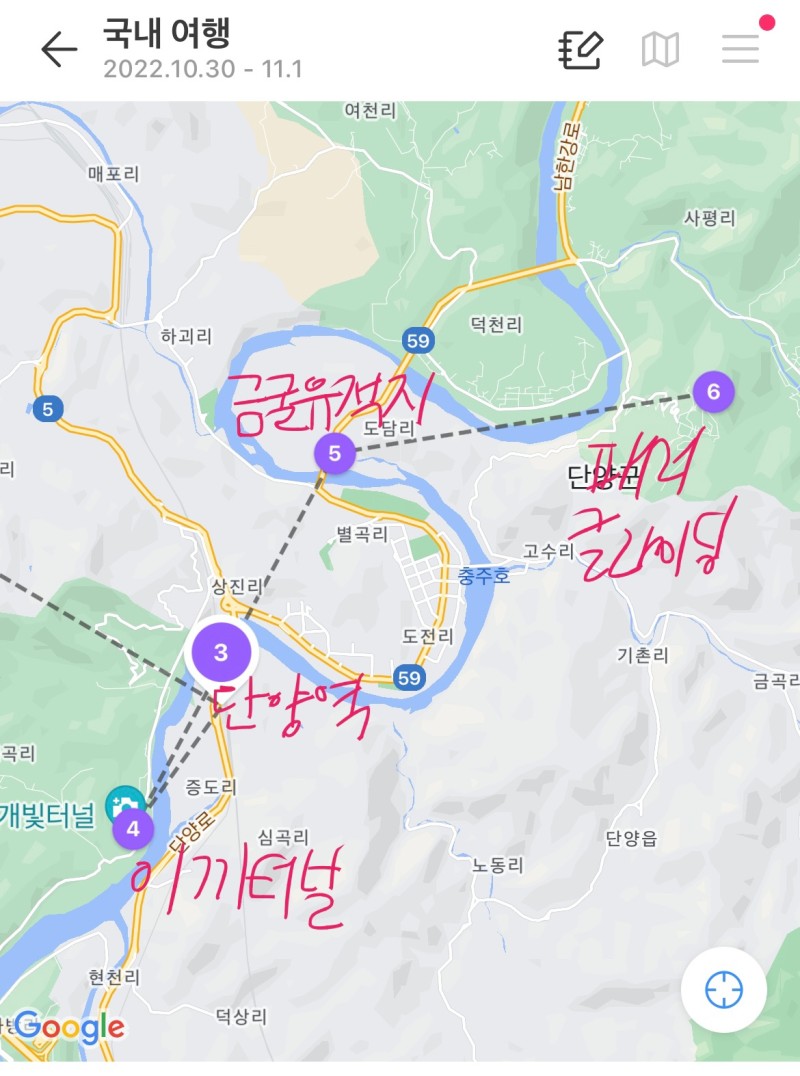 국내 여행
2022.10.30 - 11.1
여천리
남한강로
매포리
사평리
하괴리
59
덕천리
5
금굴유적지
6
도담리
5
패러
단양군
글라이딩
리
별곡리
고수리
충주호
상진리
도전리
3
기촌리
59
금곡리
단양역
곡리
증도리
개빛터널
4
단양로
심곡리
단양읍
이끼터널
노동리
현천리
덕상리
Google